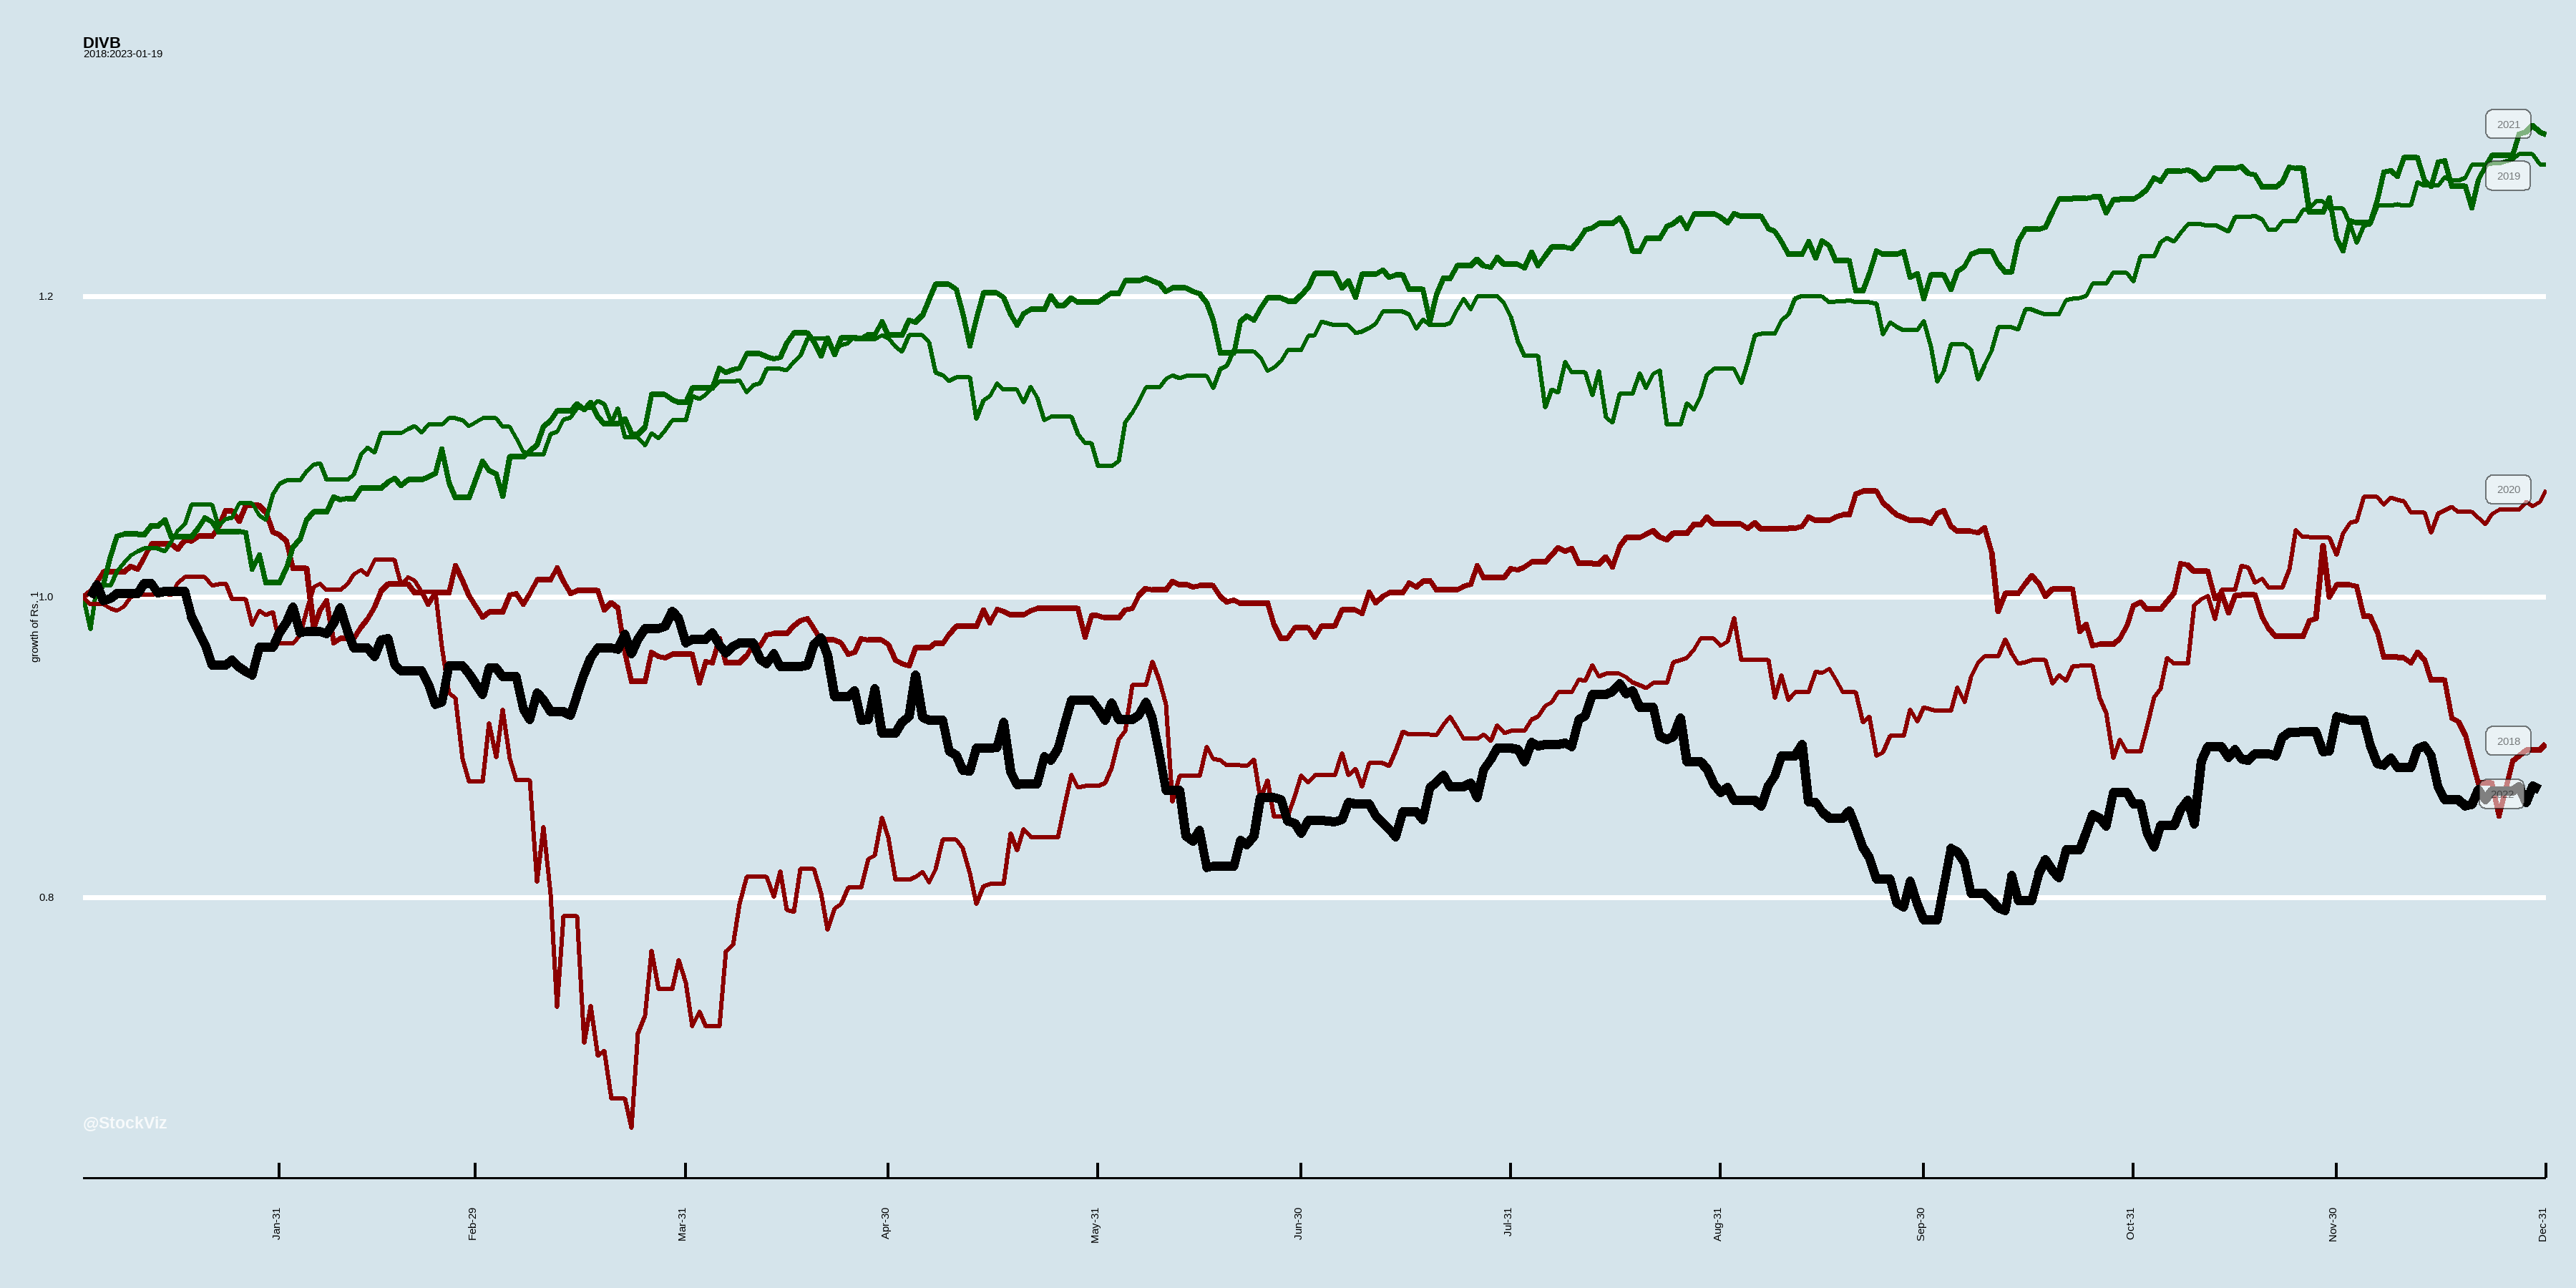 DIVB
2018:2023-01-19
2021
2019
1.2
2020
growth of Rs. 1
1.0
2018
2022
0.8
@StockViz
Jan-31
Feb-29
Mar-31
Apr-30
May-31
Jun-30
Jul-31
Aug-31
Sep-30
Oct-31
Nov-30
Dec-31